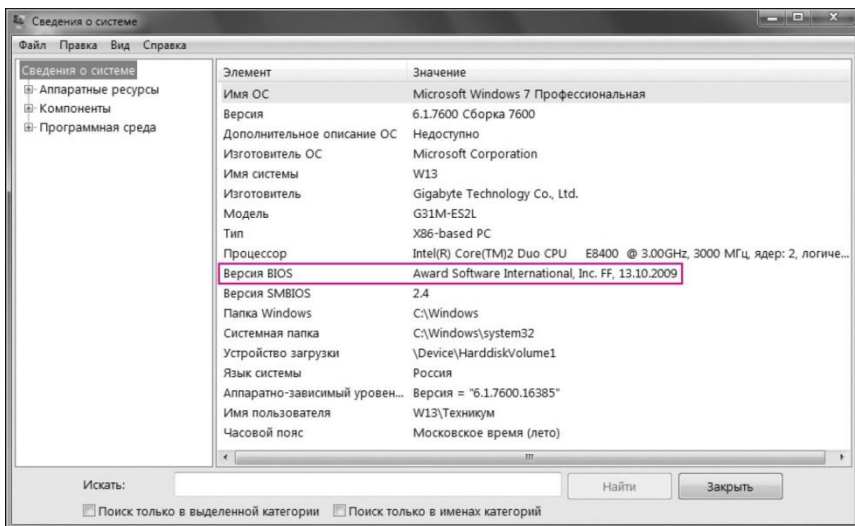 Сведения о системе
Файл Правка Вид Справка
Сведения о системе
Аппаратные ресурсы
Компоненты
Программная среда
Элемент Значение
Имя ОС Microsoft Windows 7 Профессиональная
Версия 6.1.7600 Сборка 7600
Дополнительное описание ОС Недоступно
Изготовитель ОС Microsoft Corporation
Имя системы W13
Изготовитель Gigabyte Technology Co., Ltd.
Модель G31M-ES2L
Тип X86-based PC
Процессор Intel(R) Core(TM)2 Duo CPU E8400 @ 3.00GHz, 3000 МГц, ядер: 2, логиче...
Версия BIOS Award Software International, Inc. FF, 13.10.2009
Версия SMBIOS 2.4
Папка Windows C:\Windows
Системная папка C:\Windows\system32
Устройство загрузки \Device\HarddiskVolume1
Язык системы Россия
Аппаратно-зависимый уровен... Версия = "6.1.7600.16385"
Имя пользователя W13\Техникум
Часовой пояс Московское время (лето)
Искать: Найти Закрыть
Поиск только в выделенной категории Поиск только в именах категорий